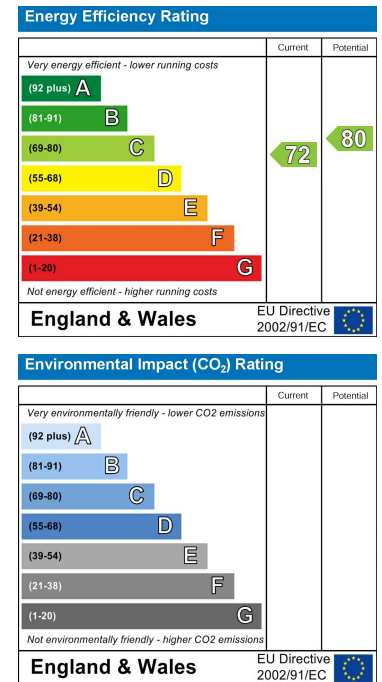 Energy Efficiency Rating
Current Potential
Very energy efficient - lower running costs
(92 plus) A
(81-91) B
(69-80) C
(55-68) D
(39-54) E
(21-38) F
(1-20) G
72
80
Not energy efficient - higher running costs
England & Wales
EU Directive
2002/91/EC
Environmental Impact (CO₂) Rating
Current Potential
Very environmentally friendly - lower CO2 emissions
(92 plus) A
(81-91) B
(69-80) C
(55-68) D
(39-54) E
(21-38) F
(1-20) G
Not environmentally friendly - higher CO2 emissions
England & Wales
EU Directive
2002/91/EC